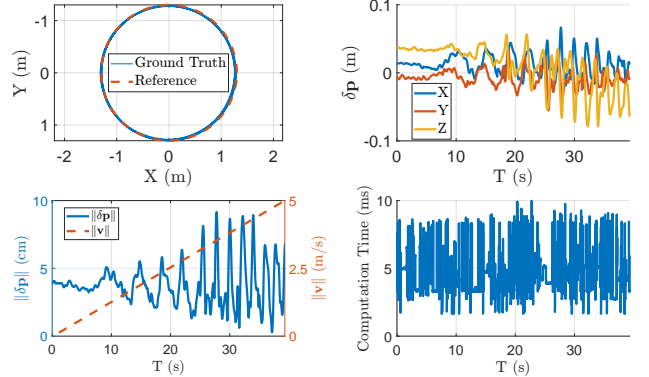 -1
0
1
Y (m)
Ground Truth
Reference
-2
-1
0
1
2
X (m)
0.1
0
-0.1
δp (m)
X
Y
Z
0
10
20
30
T (s)
10
5
0
‖δp‖ (cm)
‖δp‖
‖v‖
5
2.5
0
‖v‖ (m/s)
0
10
20
30
T (s)
10
5
0
Computation Time (ms)
0
10
20
30
T (s)